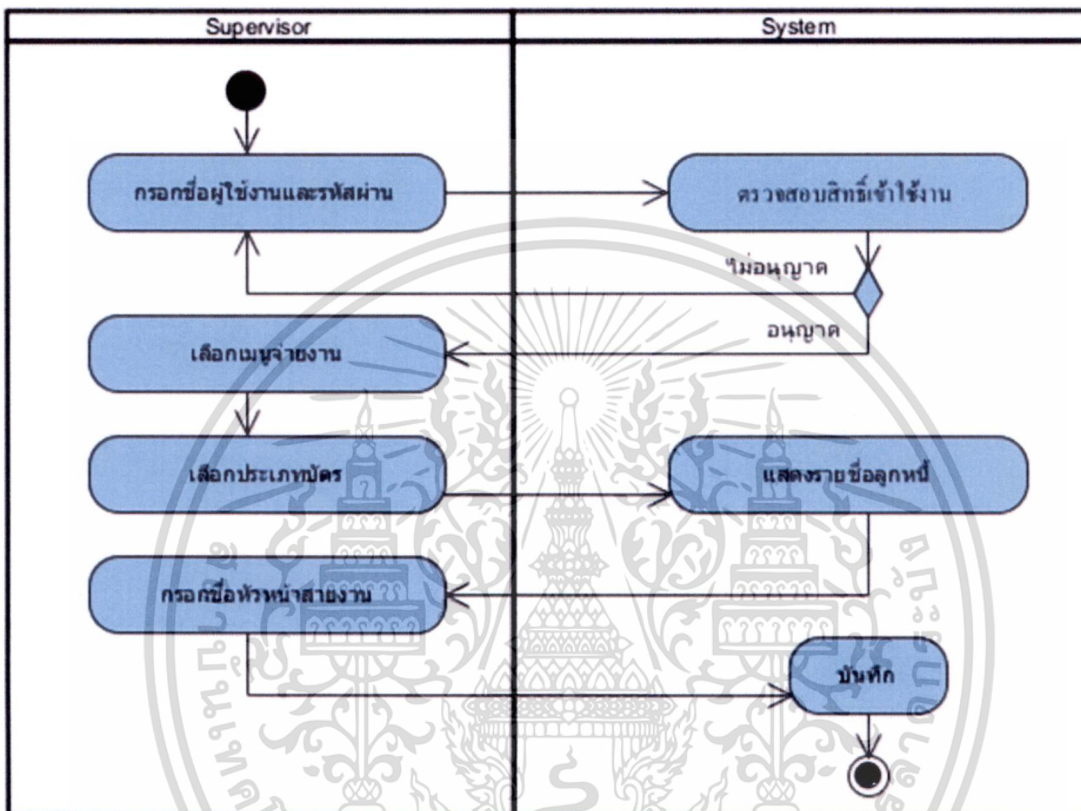 Supervisor
System
กรอกชื่อผู้ใช้งานและรหัสผ่าน
ตรวจสอบสิทธิ์เข้าใช้งาน
ไม่อนุญาต
อนุญาต
เลือกเมนูจ่ายงาน
เลือกประเภทบัตร
แสดงรายชื่อลูกหนี้
กรอกชื่อหัวหน้าสายงาน
บันทึก